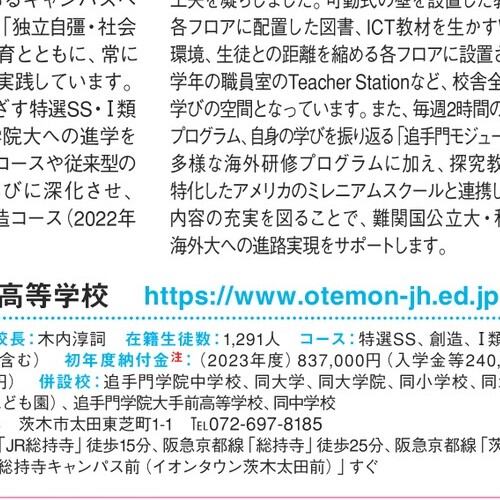 るキャンパスへ
「独立自彊・社会
育とともに、常に
実践しています。
ざす特選SS・Ⅰ類
学院大への進学を
コースや従来型の
びに深化させ、
造コース（2022年
工夫を凝らしました。可動式の壁を設置した教
各フロアに配置した図書、ICT教材を生かす
環境、生徒との距離を縮める各フロアに設置さ
学年の職員室のTeacher Stationなど、校舎全
学びの空間となっています。また、毎週2時間の
プログラム、自身の学びを振り返る「追手門モジュー
多様な海外研修プログラムに加え、探究教
特化したアメリカのミレニアムスクールと連携し
内容の充実を図ることで、難関国公立大・
海外大への進路実現をサポートします。
高等学校 https://www.otemon-jh.ed.jp
校長：木内淳詞 在籍生徒数：1,291人 コース：特選SS、創造、Ⅰ類
含む） 初年度納付金注：（2023年度）837,000円（入学金等240,
円） 併設校：追手門学院中学校、同大学、同大学院、同小学校、同
ども園）、追手門学院大手前高等学校、同中学校
茨木市太田東芝町1-1 TEL072-697-8185
「JR総持寺」徒歩15分、阪急京都線「総持寺」徒歩25分、阪急京都線「茨
総持寺キャンパス前（イオンタウン茨木太田前）」すぐ